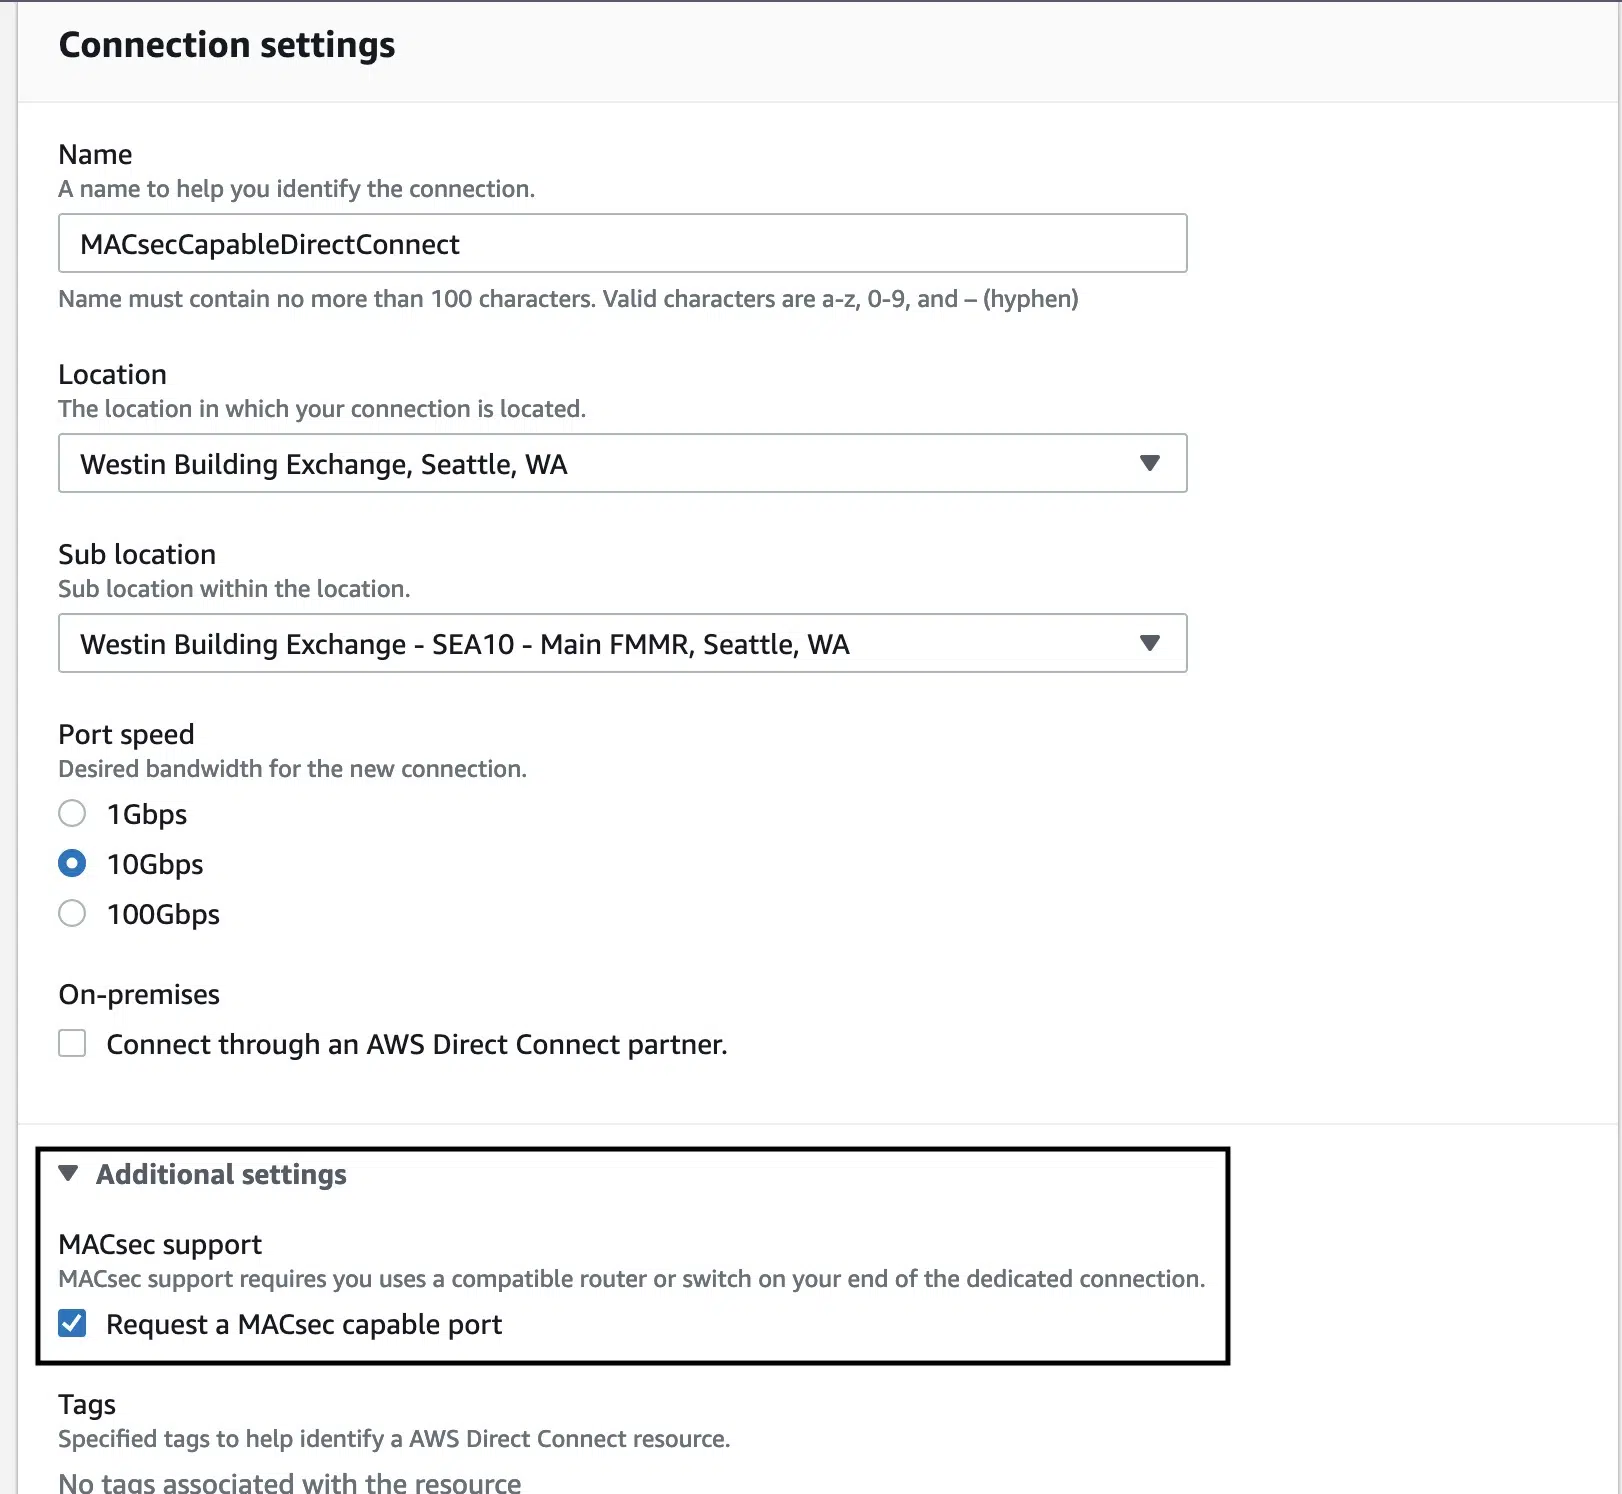 Connection settings
Name
A name to help you identify the connection.
MACsecCapableDirectConnect
Name must contain no more than 100 characters. Valid characters are a-z, 0-9, and – (hyphen)
Location
The location in which your connection is located.
Westin Building Exchange, Seattle, WA
Sub location
Sub location within the location.
Westin Building Exchange - SEA10 - Main FMMR, Seattle, WA
Port speed
Desired bandwidth for the new connection.
1Gbps
10Gbps
100Gbps
On-premises
Connect through an AWS Direct Connect partner.
Additional settings
MACsec support
MACsec support requires you uses a compatible router or switch on your end of the dedicated connection.
Request a MACsec capable port
Tags
Specified tags to help identify a AWS Direct Connect resource.
No tags associated with the resource